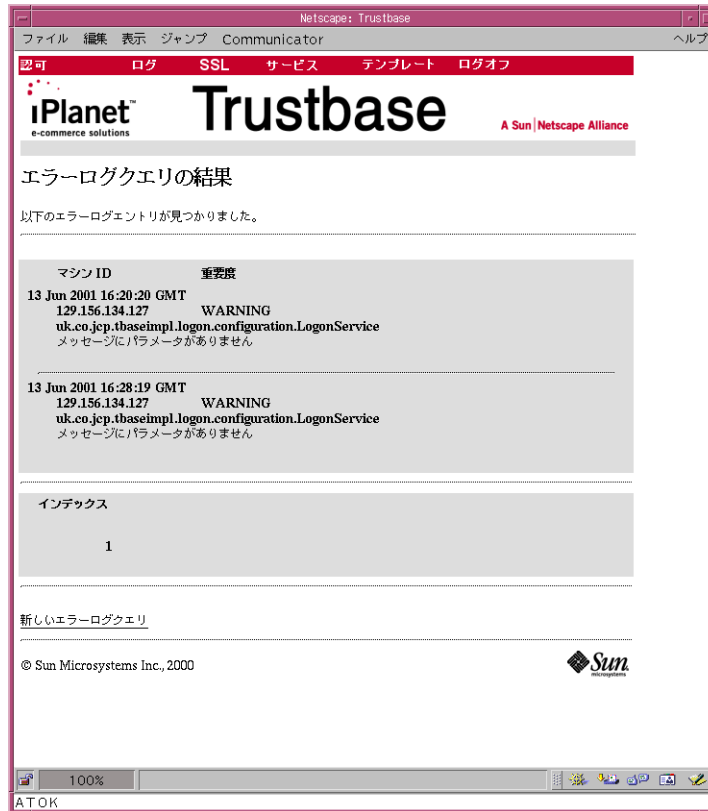 Netscape: Trustbase
ファイル 編集 表示 ジャンプ Communicator ヘルプ
認可 ログ SSL サービス テンプレート ログオフ
iPlanet™
e-commerce solutions
Trustbase
A Sun|Netscape Alliance
エラーログクエリの結果
以下のエラーログエントリが見つかりました。
マシン ID 重要度
13 Jun 2001 16:20:20 GMT
129.156.134.127 WARNING
uk.co.jcp.tbaseimpl.logon.configuration.LogonService
メッセージにパラメータがありません
13 Jun 2001 16:28:19 GMT
129.156.134.127 WARNING
uk.co.jcp.tbaseimpl.logon.configuration.LogonService
メッセージにパラメータがありません
インデックス
1
新しいエラーログクエリ
© Sun Microsystems Inc., 2000
Sun
microsystems
100%
ATOK